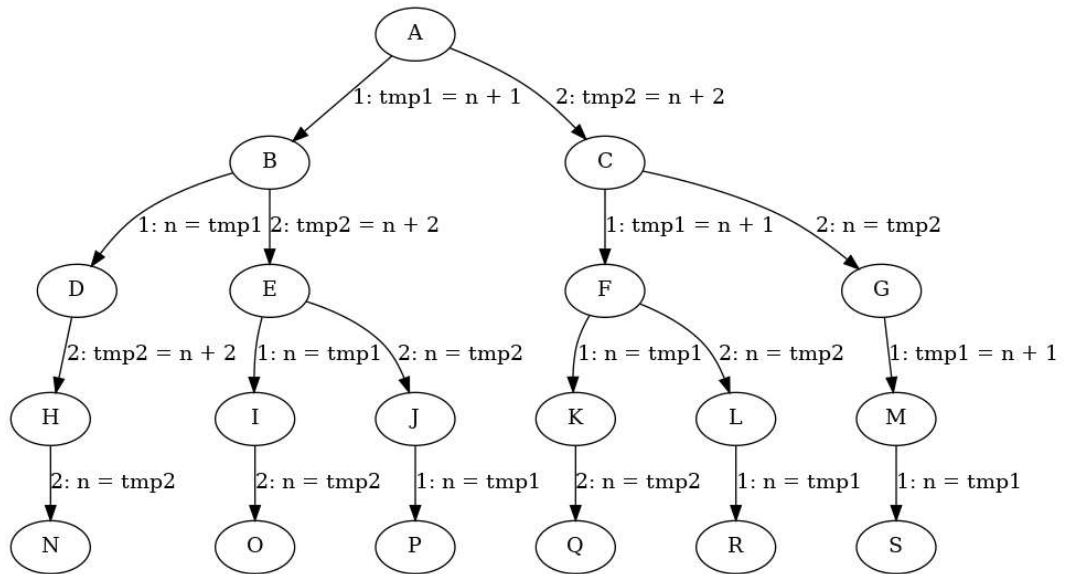 A
1: tmp1 = n + 1
2: tmp2 = n + 2
B
C
1: n = tmp1
2: tmp2 = n + 2
1: tmp1 = n + 1
2: n = tmp2
D
E
F
G
2: tmp2 = n + 2
1: n = tmp1
2: n = tmp2
1: n = tmp1
2: n = tmp2
1: tmp1 = n + 1
H
I
J
K
L
M
2: n = tmp2
2: n = tmp2
1: n = tmp1
2: n = tmp2
1: n = tmp1
1: n = tmp1
N
O
P
Q
R
S